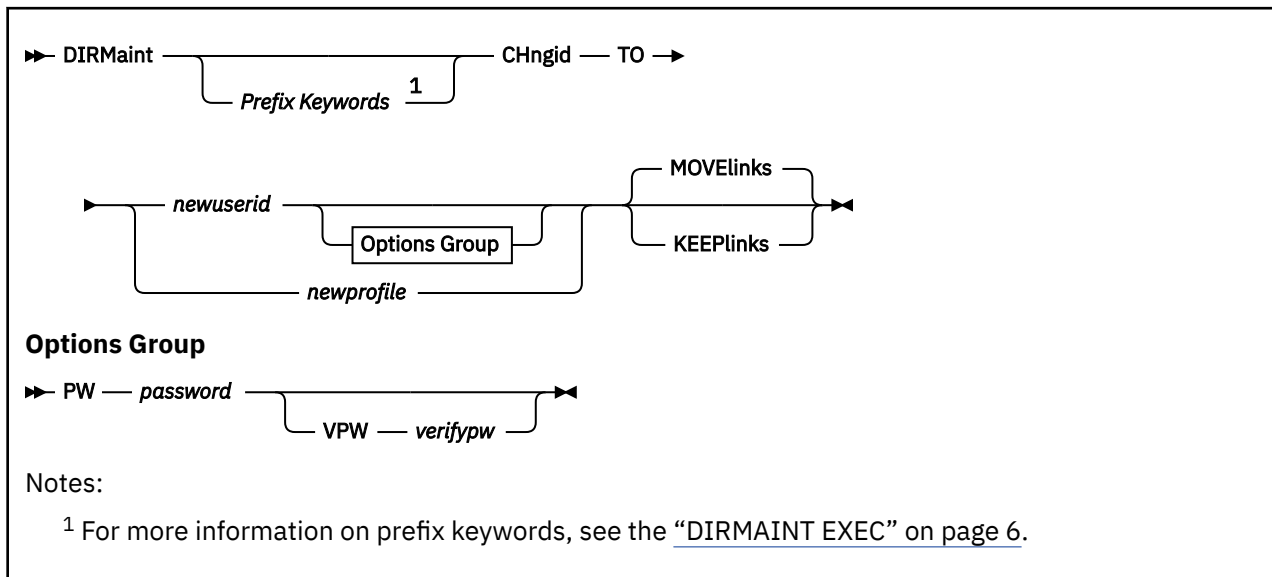 DIRMaint CHngid TO
Prefix Keywords 1
MOVElinks
newuserid
Options Group KEEPlinks
newprofile
Options Group
PW password
VPW verifypw
Notes:
1 For more information on prefix keywords, see the “DIRMAINT EXEC” on page 6.